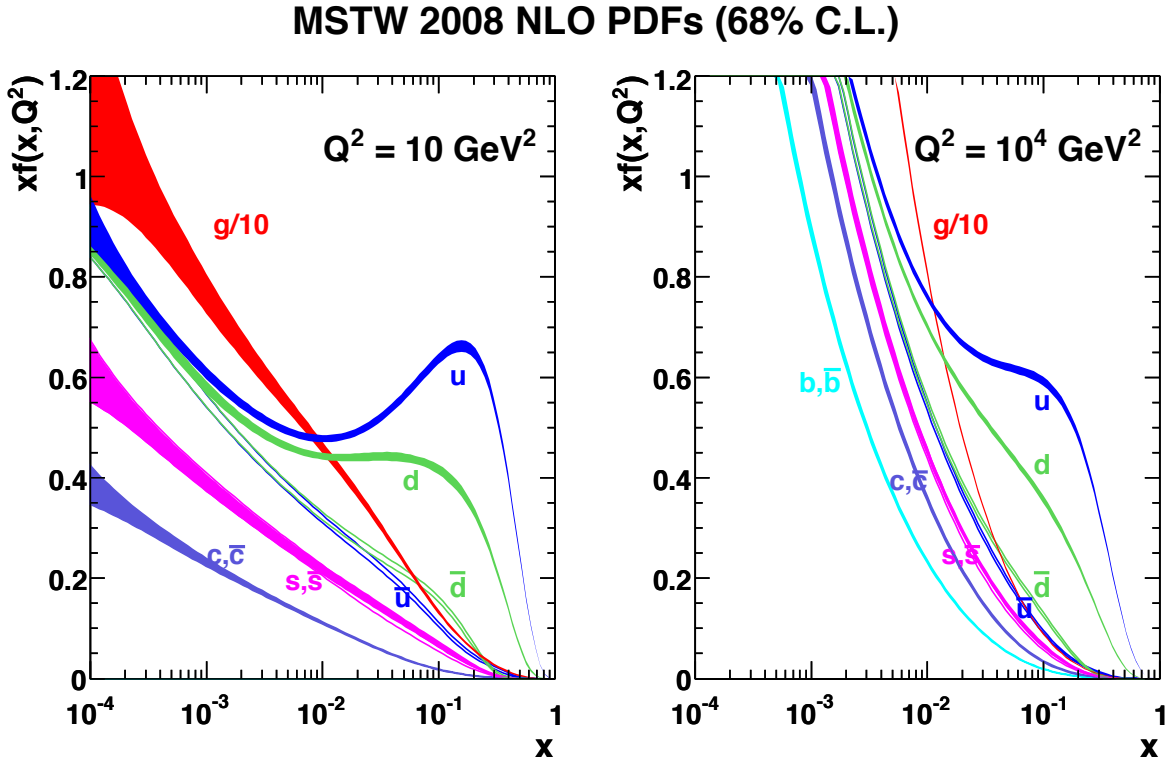 MSTW 2008 NLO PDFs (68% C.L.)
xf(x,Q²)
1.2
1
0.8
0.6
0.4
0.2
0
Q² = 10 GeV²
g/10
u
d
c,c̅
s,s̅
u̅
d̅
10⁻⁴
10⁻³
10⁻²
10⁻¹
1
x
xf(x,Q²)
1.2
1
0.8
0.6
0.4
0.2
0
Q² = 10⁴ GeV²
g/10
b,b̅
u
d
c,c̅
s,s̅
d̅
u̅
10⁻⁴
10⁻³
10⁻²
10⁻¹
1
x